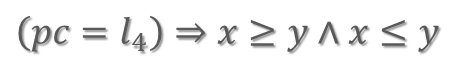 (pc = l₄) ⇒ x ≥ y ∧ x ≤ y